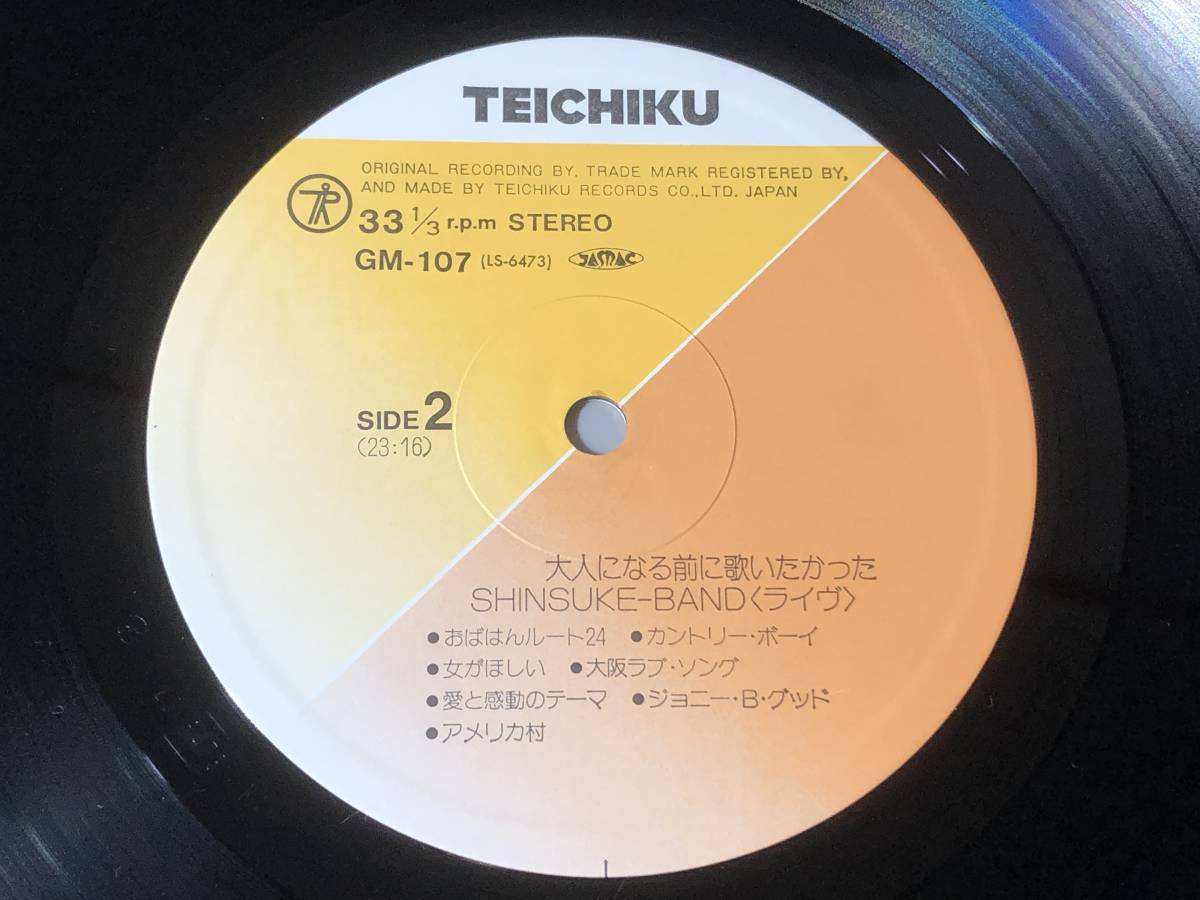 TEICHIKU
ORIGINAL RECORDING BY, TRADE MARK REGISTERED BY,
AND MADE BY TEICHIKU RECORDS CO.,LTD. JAPAN
33 1/3 r.p.m STEREO
GM-107 (LS-6473) JASRAC
SIDE 2
(23:16)
大人になる前に歌いたかった
SHINSUKE-BAND〈ライヴ〉
●おばはんルート24 ●カントリー・ボーイ
●女がほしい ●大阪ラブ・ソング
●愛と感動のテーマ ●ジョニー・B・グッド
●アメリカ村